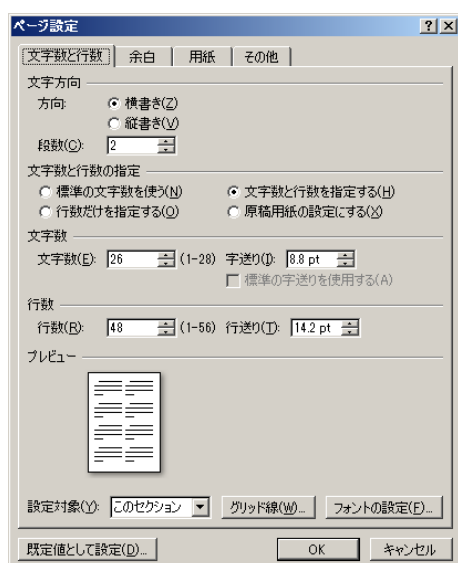 ページ設定
文字数と行数 余白 用紙 その他
文字方向
方向: 横書き(Z)
縦書き(V)
段数(C): 2
文字数と行数の指定
標準の文字数を使う(N) 文字数と行数を指定する(H)
行数だけを指定する(O) 原稿用紙の設定にする(X)
文字数
文字数(E): 26 (1-28) 字送り(I): 8.8 pt
標準の字送りを使用する(A)
行数
行数(R): 48 (1-56) 行送り(T): 14.2 pt
プレビュー
設定対象(Y): このセクション グリッド線(W)... フォントの設定(F)...
既定値として設定(D)... OK キャンセル